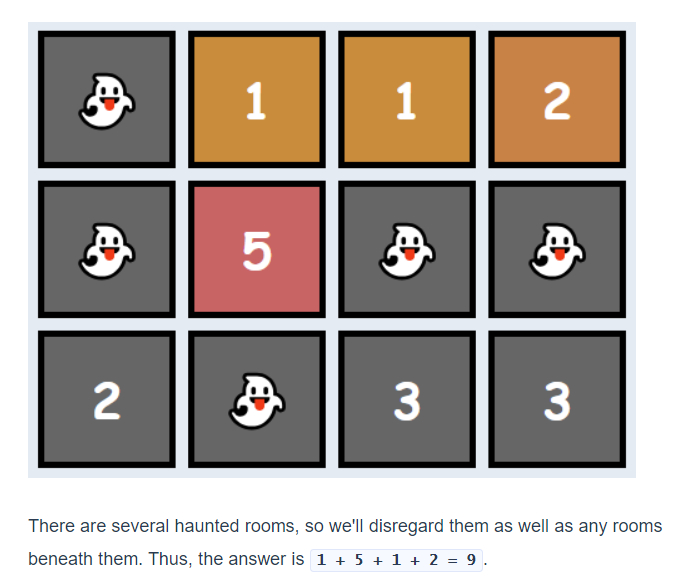 1 1 2
5
2 3 3
There are several haunted rooms, so we'll disregard them as well as any rooms
beneath them. Thus, the answer is 1 + 5 + 1 + 2 = 9.